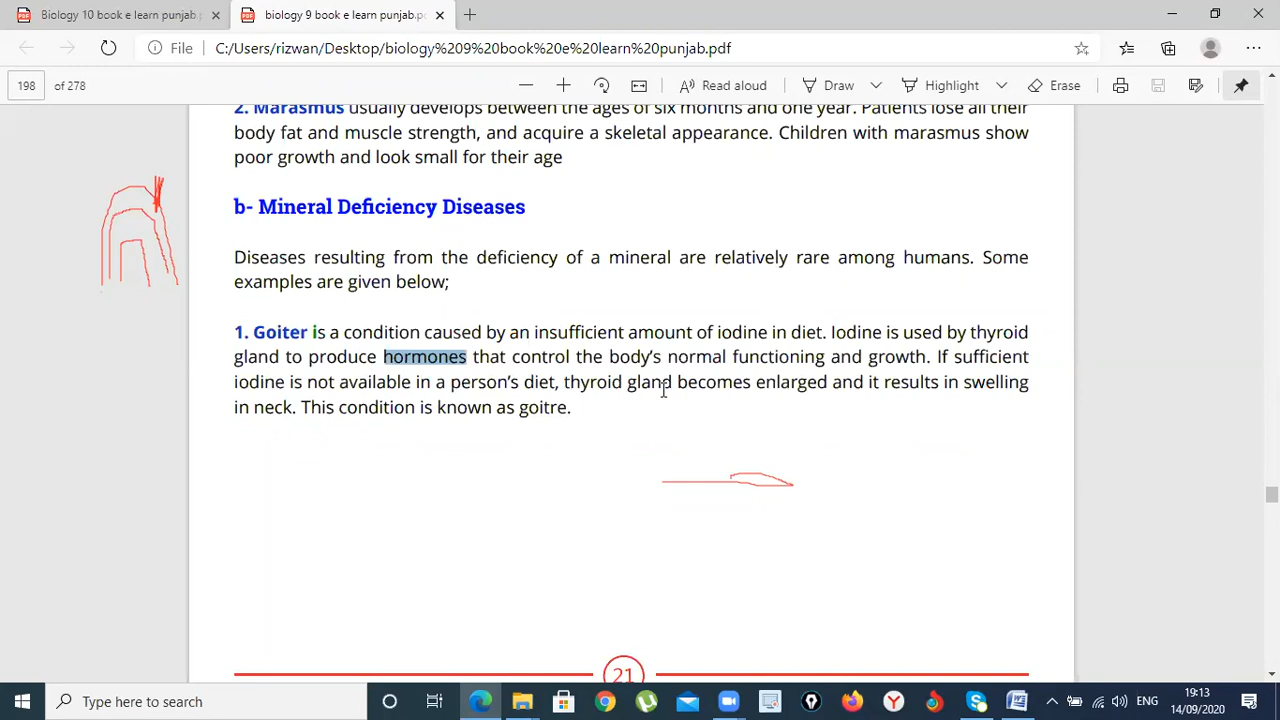 Biology 10 book e learn punjab.p
biology 9 book e learn punjab.pd
File
C:/Users/rizwan/Desktop/biology%209%20book%20e%20learn%20punjab.pdf
198 of 278
Read aloud
Draw
Highlight
Erase
2. Marasmus usually develops between the ages of six months and one year. Patients lose all their
body fat and muscle strength, and acquire a skeletal appearance. Children with marasmus show
poor growth and look small for their age
b- Mineral Deficiency Diseases
Diseases resulting from the deficiency of a mineral are relatively rare among humans. Some
examples are given below;
1. Goiter is a condition caused by an insufficient amount of iodine in diet. Iodine is used by thyroid
gland to produce hormones that control the body’s normal functioning and growth. If sufficient
iodine is not available in a person’s diet, thyroid gland becomes enlarged and it results in swelling
in neck. This condition is known as goitre.
21
Type here to search
ENG
19:13
14/09/2020